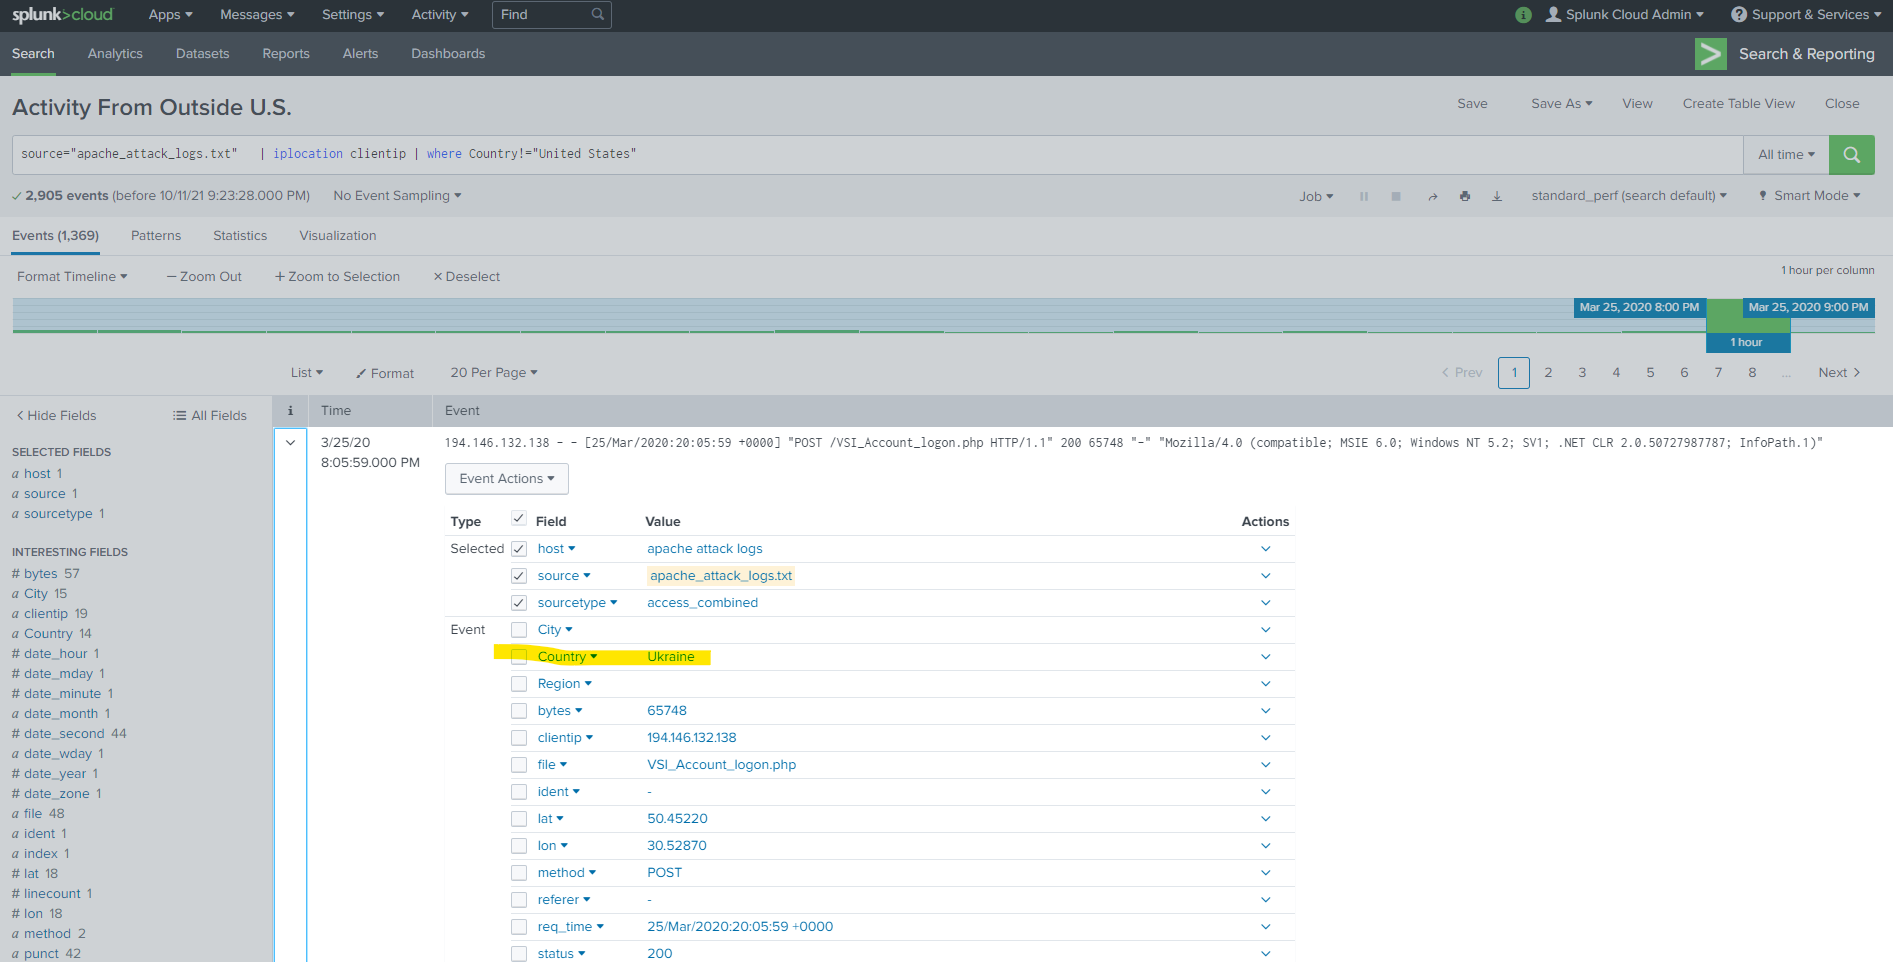 splunk>cloud Apps Messages Settings Activity Find i Splunk Cloud Admin ? Support & Services
Search Analytics Datasets Reports Alerts Dashboards > Search & Reporting
Activity From Outside U.S. Save Save As View Create Table View Close
source="apache_attack_logs.txt" | iplocation clientip | where Country!="United States" All time
✓ 2,905 events (before 10/11/21 9:23:28.000 PM) No Event Sampling Job standard_perf (search default) Smart Mode
Events (1,369) Patterns Statistics Visualization
Format Timeline — Zoom Out + Zoom to Selection × Deselect 1 hour per column
Mar 25, 2020 8:00 PM Mar 25, 2020 9:00 PM
1 hour
List Format 20 Per Page < Prev 1 2 3 4 5 6 7 8 ... Next >
< Hide Fields All Fields i Time Event
SELECTED FIELDS
a host 1
a source 1
a sourcetype 1
INTERESTING FIELDS
# bytes 57
a City 15
a clientip 19
a Country 14
# date_hour 1
# date_mday 1
# date_minute 1
a date_month 1
# date_second 44
a date_wday 1
# date_year 1
# date_zone 1
a file 48
a ident 1
a index 1
# lat 18
# linecount 1
# lon 18
a method 2
a punct 42
3/25/20
8:05:59.000 PM
194.146.132.138 - - [25/Mar/2020:20:05:59 +0000] "POST /VSI_Account_logon.php HTTP/1.1" 200 65748 "-" "Mozilla/4.0 (compatible; MSIE 6.0; Windows NT 5.2; SV1; .NET CLR 2.0.50727987787; InfoPath.1)"
Event Actions
Type Field Value Actions
Selected host apache attack logs
source apache_attack_logs.txt
sourcetype access_combined
Event City
Country Ukraine
Region
bytes 65748
clientip 194.146.132.138
file VSI_Account_logon.php
ident -
lat 50.45220
lon 30.52870
method POST
referer -
req_time 25/Mar/2020:20:05:59 +0000
status 200